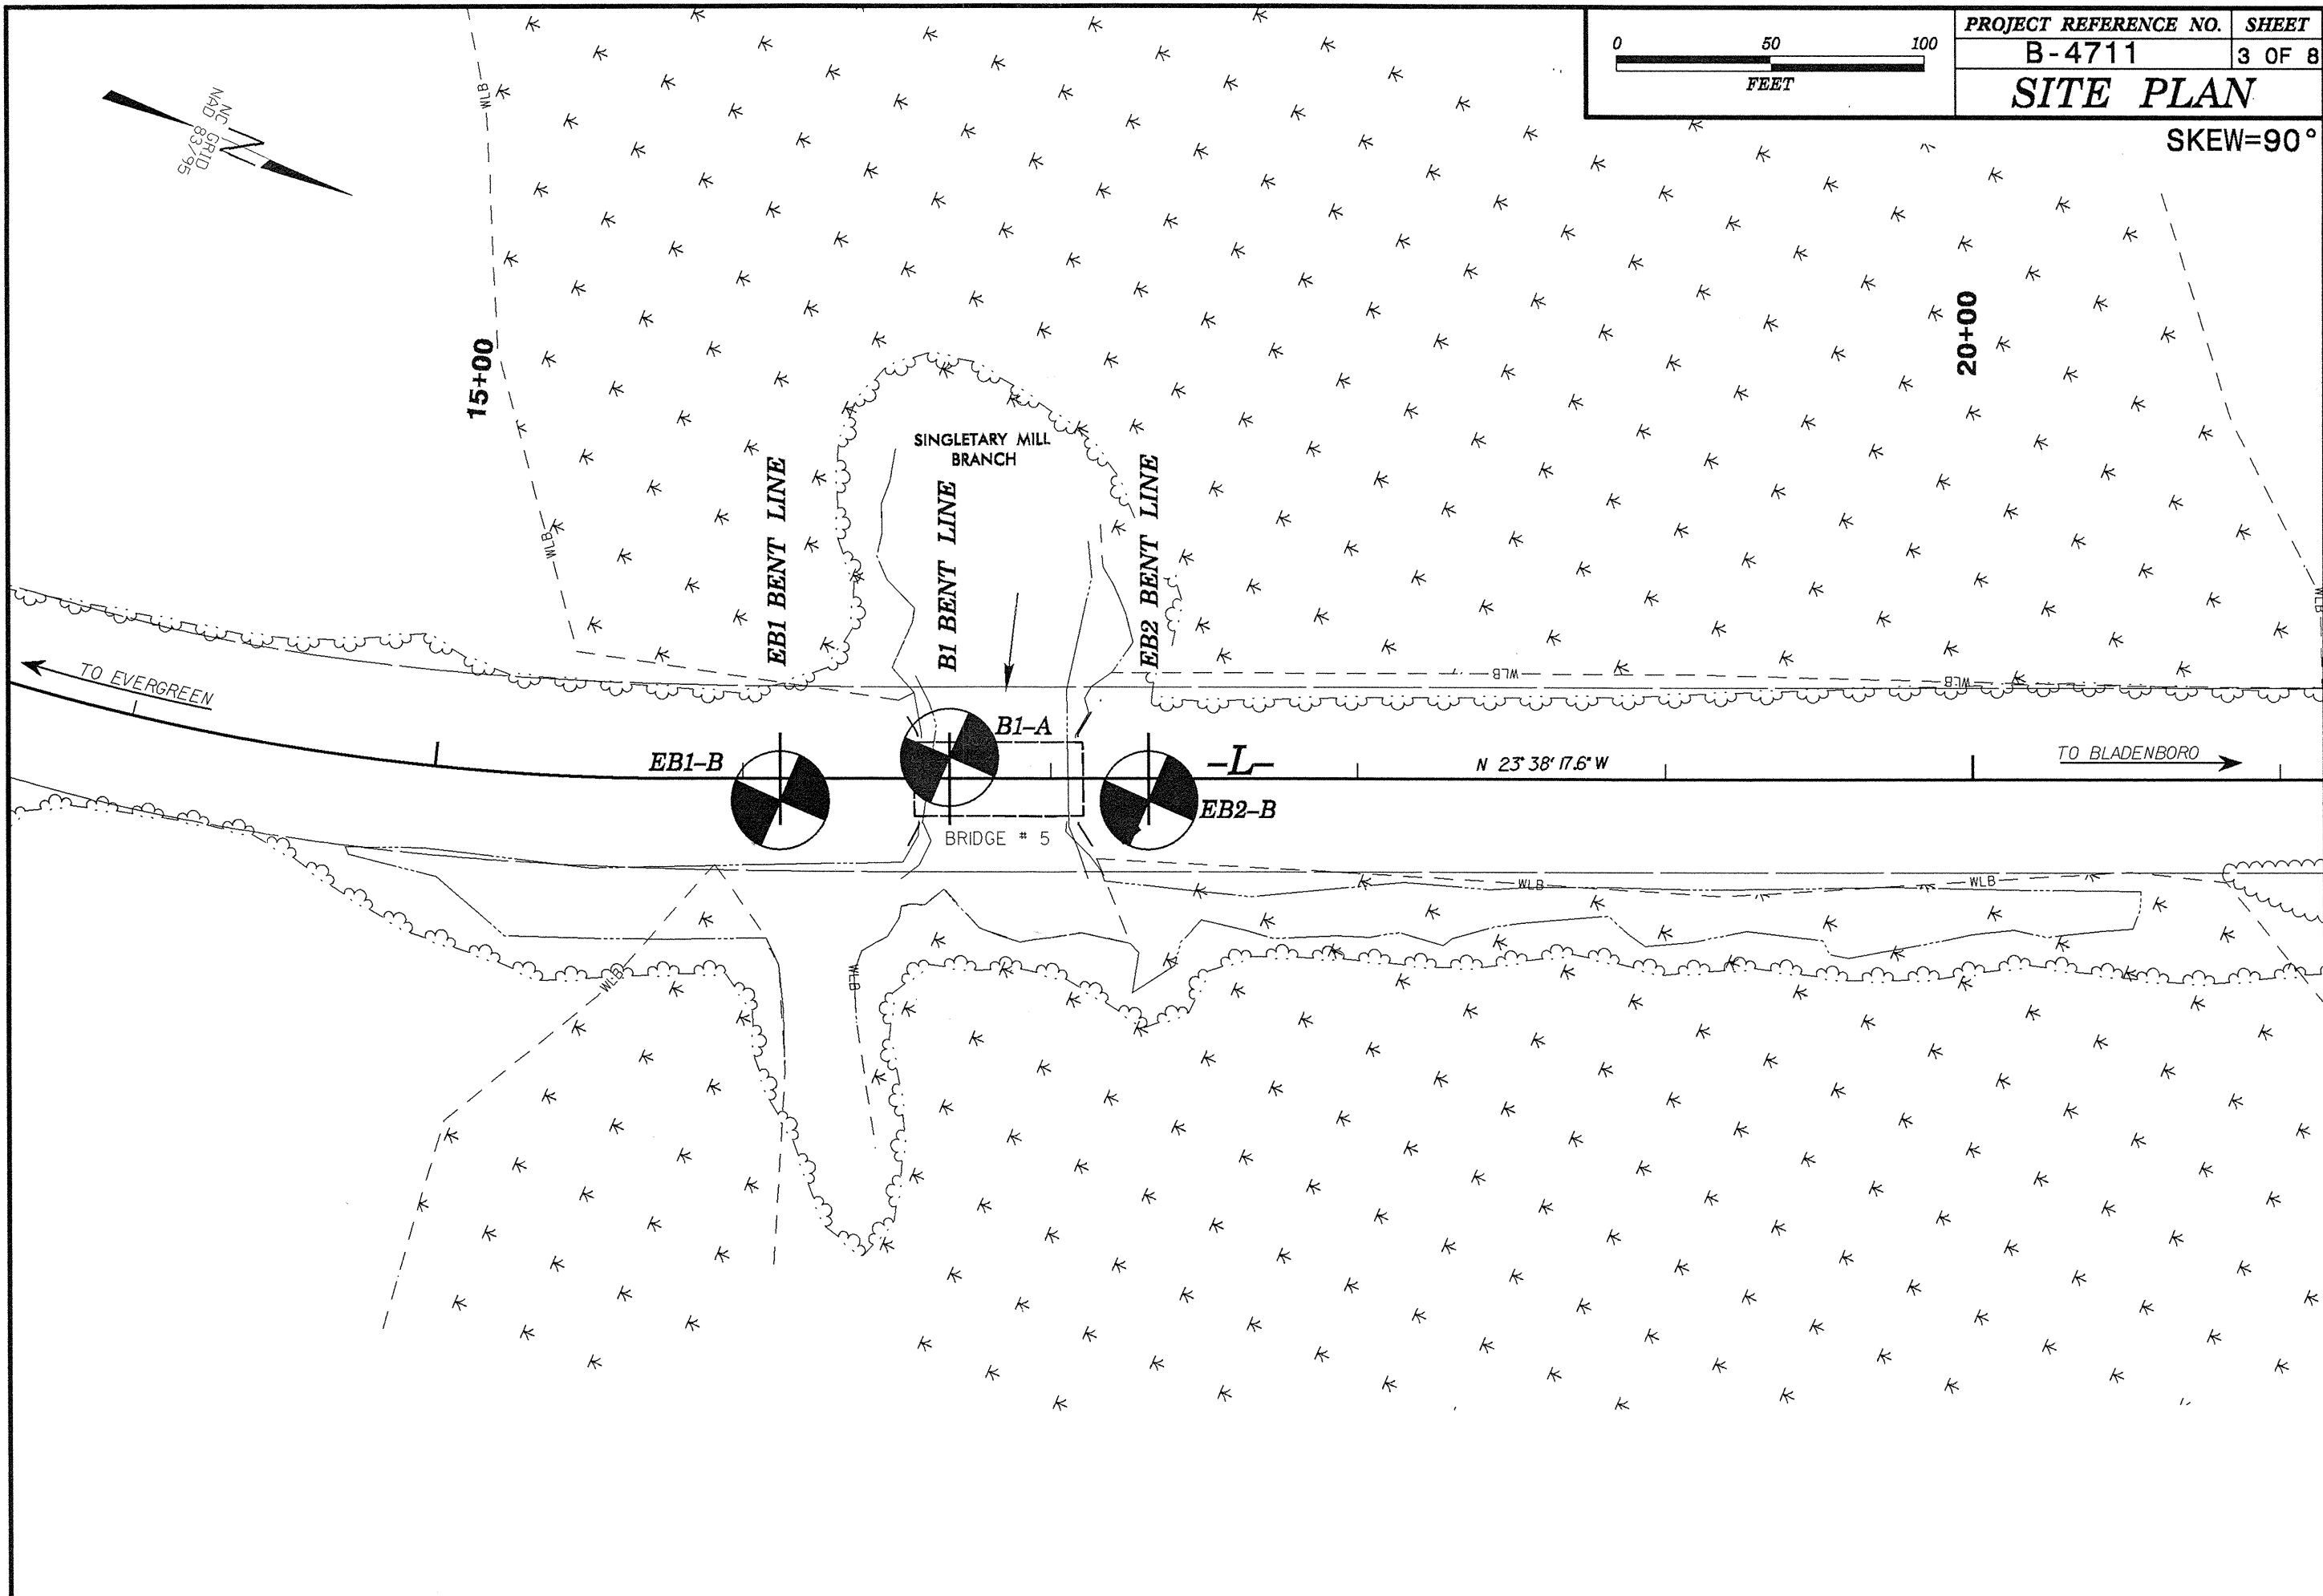 0 50 100
FEET
PROJECT REFERENCE NO. SHEET
B-4711 3 OF 8
SITE PLAN
SKEW=90°
NC GRID
NAD 83/95
WLB
15+00
20+00
SINGLETARY MILL
BRANCH
EB1 BENT LINE
B1 BENT LINE
EB2 BENT LINE
WLB
WLB
WLB
WLB
TO EVERGREEN
B1-A
EB1-B
-L-
N 23° 38' 17.6" W
TO BLADENBORO
EB2-B
BRIDGE # 5
WLB
WLB
WLB
WLB